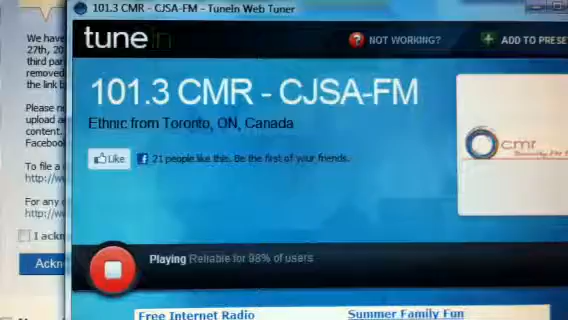 101.3 CMR - CJSA-FM - TuneIn Web Tuner
tunein
NOT WORKING?
ADD TO PRESE
101.3 CMR - CJSA-FM
Ethnic from Toronto, ON, Canada
Like
21 people like this. Be the first of your friends.
cmr
Playing Reliable for 98% of users
Free Internet Radio
Summer Family Fun
We have
27th, 20
third par
removed
the link b
Please n
upload a
content.
Facebook
To file a
http://w
For any
http://w
I ackn
Ackn